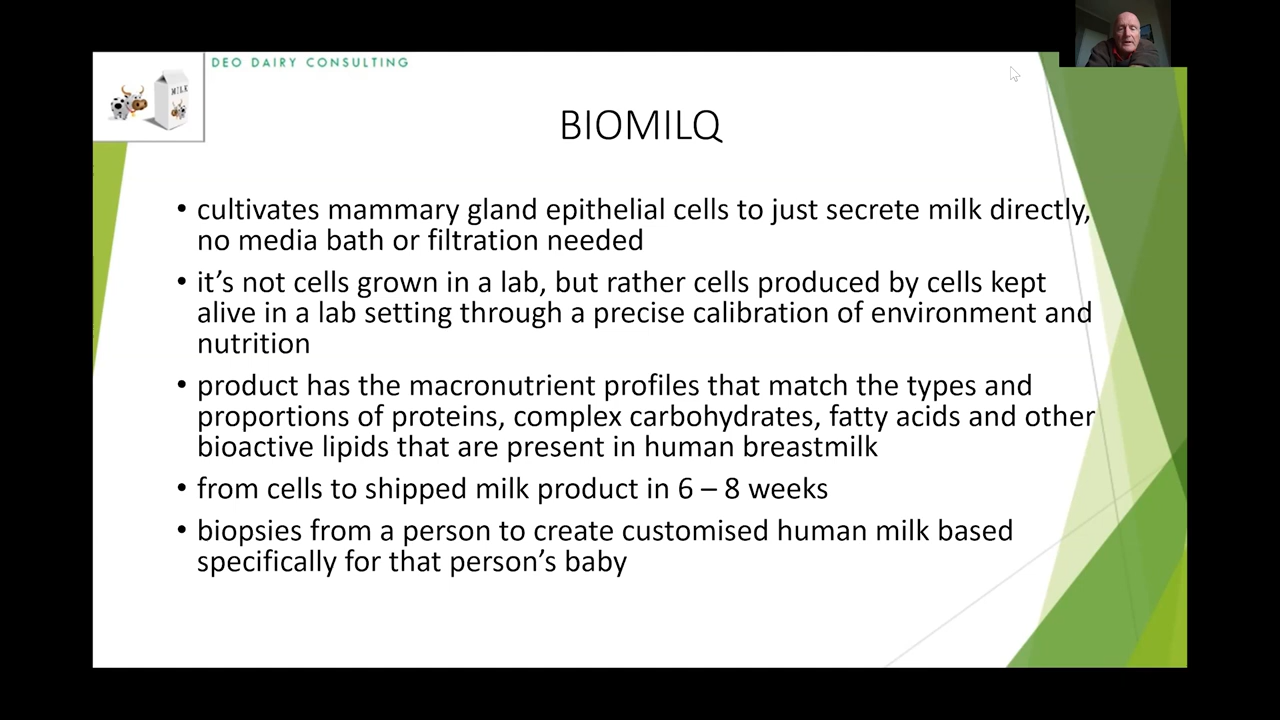 DEO DAIRY CONSULTING
MILK
BIOMILQ
• cultivates mammary gland epithelial cells to just secrete milk directly,
no media bath or filtration needed
• it’s not cells grown in a lab, but rather cells produced by cells kept
alive in a lab setting through a precise calibration of environment and
nutrition
• product has the macronutrient profiles that match the types and
proportions of proteins, complex carbohydrates, fatty acids and other
bioactive lipids that are present in human breastmilk
• from cells to shipped milk product in 6 – 8 weeks
• biopsies from a person to create customised human milk based
specifically for that person’s baby